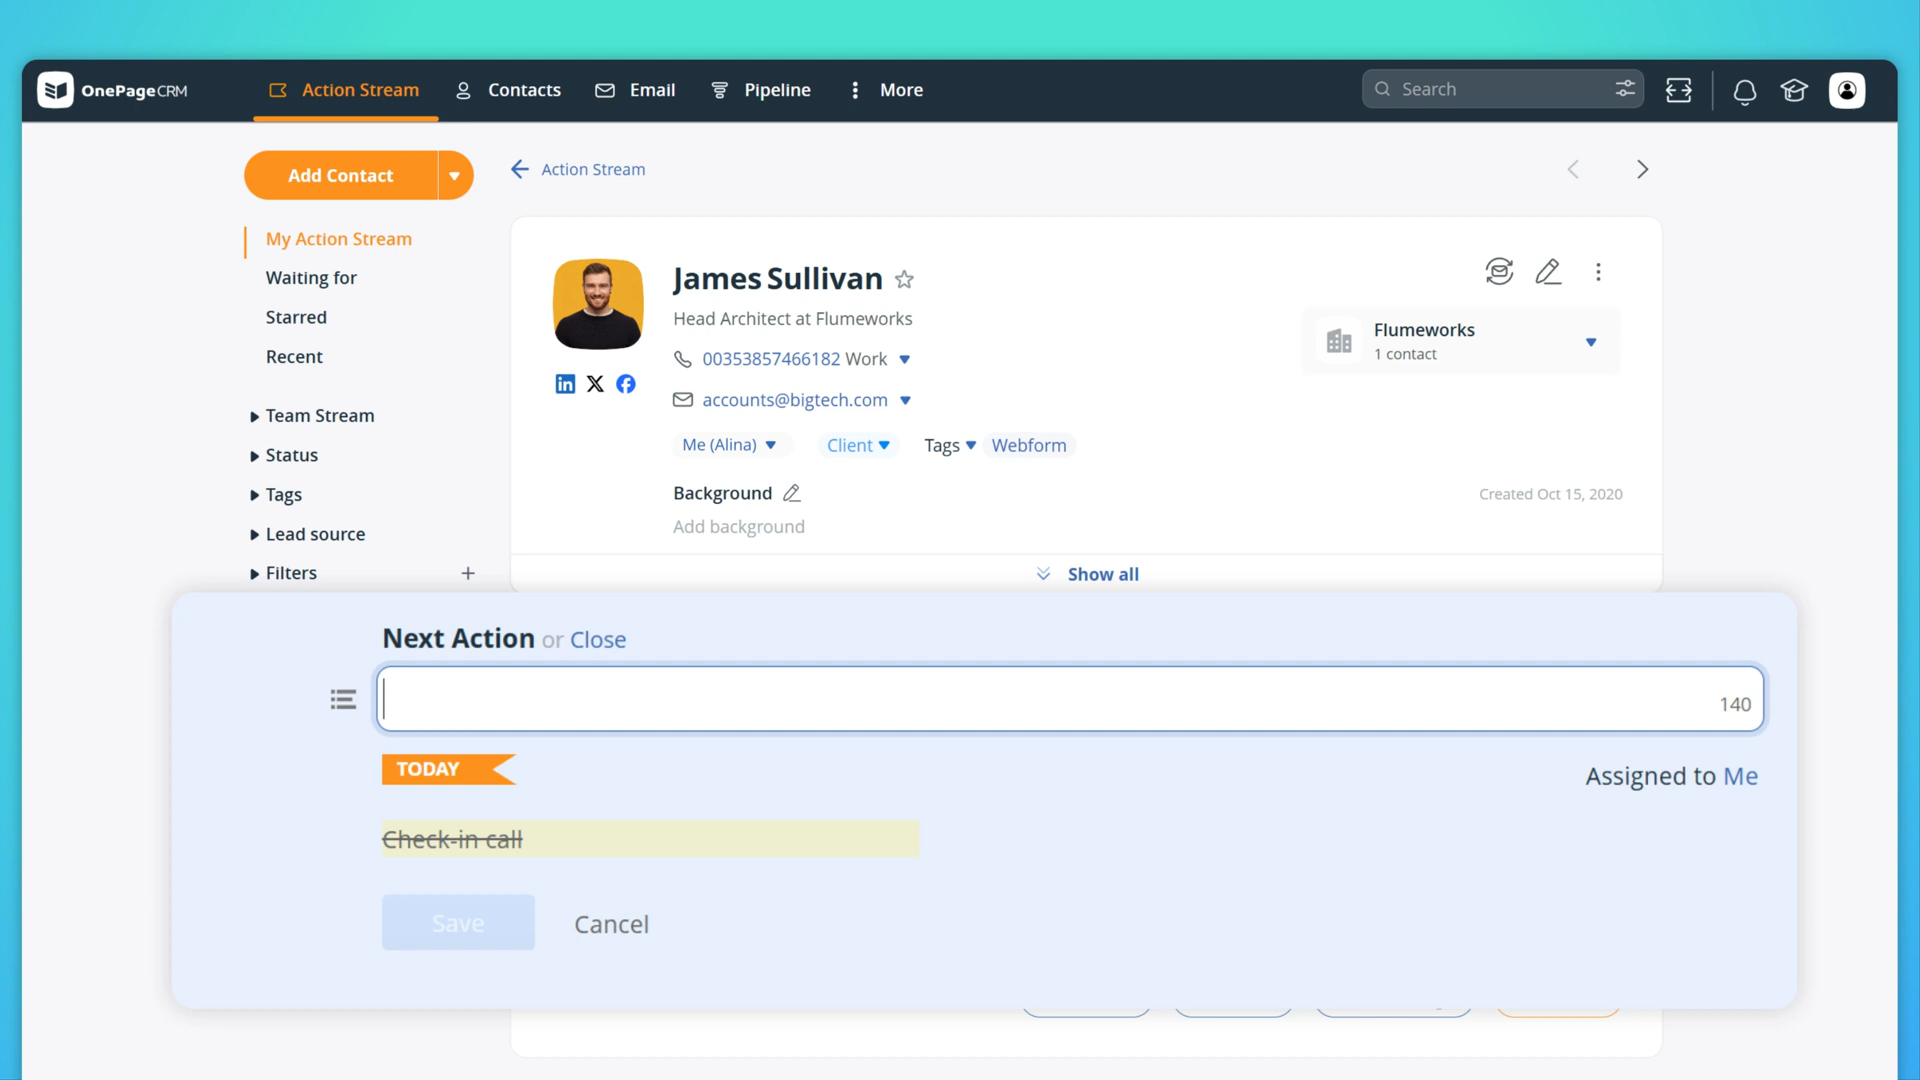 OnePageCRM
Action Stream
Contacts
Email
Pipeline
More
Search
Add Contact
Action Stream
My Action Stream
Waiting for
Starred
Recent
Team Stream
Status
Tags
Lead source
Filters
James Sullivan
Head Architect at Flumeworks
00353857466182 Work
accounts@bigtech.com
Me (Alina)
Client
Tags
Webform
Flumeworks
1 contact
Background
Created Oct 15, 2020
Add background
Show all
Next Action or Close
140
TODAY
Assigned to Me
Check-in call
Save
Cancel